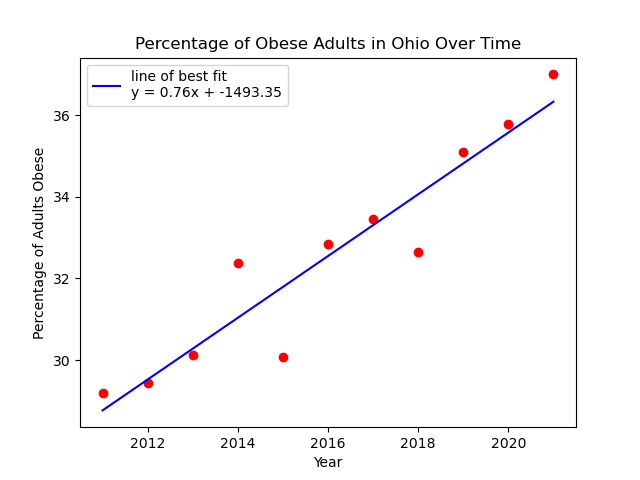 Percentage of Obese Adults in Ohio Over Time
line of best fit
y = 0.76x + -1493.35
Percentage of Adults Obese
36
34
32
30
2012 2014 2016 2018 2020
Year